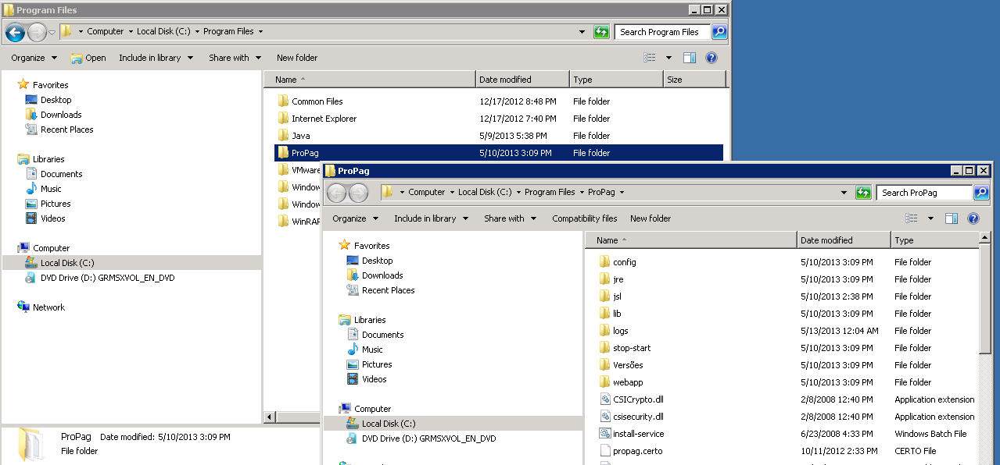 Program Files
Computer Local Disk (C:) Program Files Search Program Files
Organize Open Include in library Share with New folder
Favorites
Desktop
Downloads
Recent Places
Libraries
Documents
Music
Pictures
Videos
Computer
Local Disk (C:)
DVD Drive (D:) GRMSXVOL_EN_DVD
Network
Name Date modified Type Size
Common Files 12/17/2012 8:48 PM File folder
Internet Explorer 12/17/2012 7:40 PM File folder
Java 5/9/2013 5:38 PM File folder
ProPag 5/10/2013 3:09 PM File folder
VMware
Window
Window
WinRAR
ProPag Date modified: 5/10/2013 3:09 PM
File folder
ProPag
Computer Local Disk (C:) Program Files ProPag Search ProPag
Organize Include in library Share with Compatibility files New folder
Favorites
Desktop
Downloads
Recent Places
Libraries
Documents
Music
Pictures
Videos
Computer
Local Disk (C:)
DVD Drive (D:) GRMSXVOL_EN_DVD
Name Date modified Type
config 5/10/2013 3:09 PM File folder
jre 5/10/2013 3:09 PM File folder
jsl 5/10/2013 2:38 PM File folder
lib 5/10/2013 3:09 PM File folder
logs 5/13/2013 12:04 AM File folder
stop-start 5/10/2013 3:09 PM File folder
Versões 5/10/2013 3:09 PM File folder
webapp 5/10/2013 3:09 PM File folder
CSICrypto.dll 2/8/2008 12:40 PM Application extension
csisecurity.dll 2/8/2008 12:40 PM Application extension
install-service 6/23/2008 4:33 PM Windows Batch File
propag.certo 10/11/2012 2:33 PM CERTO File